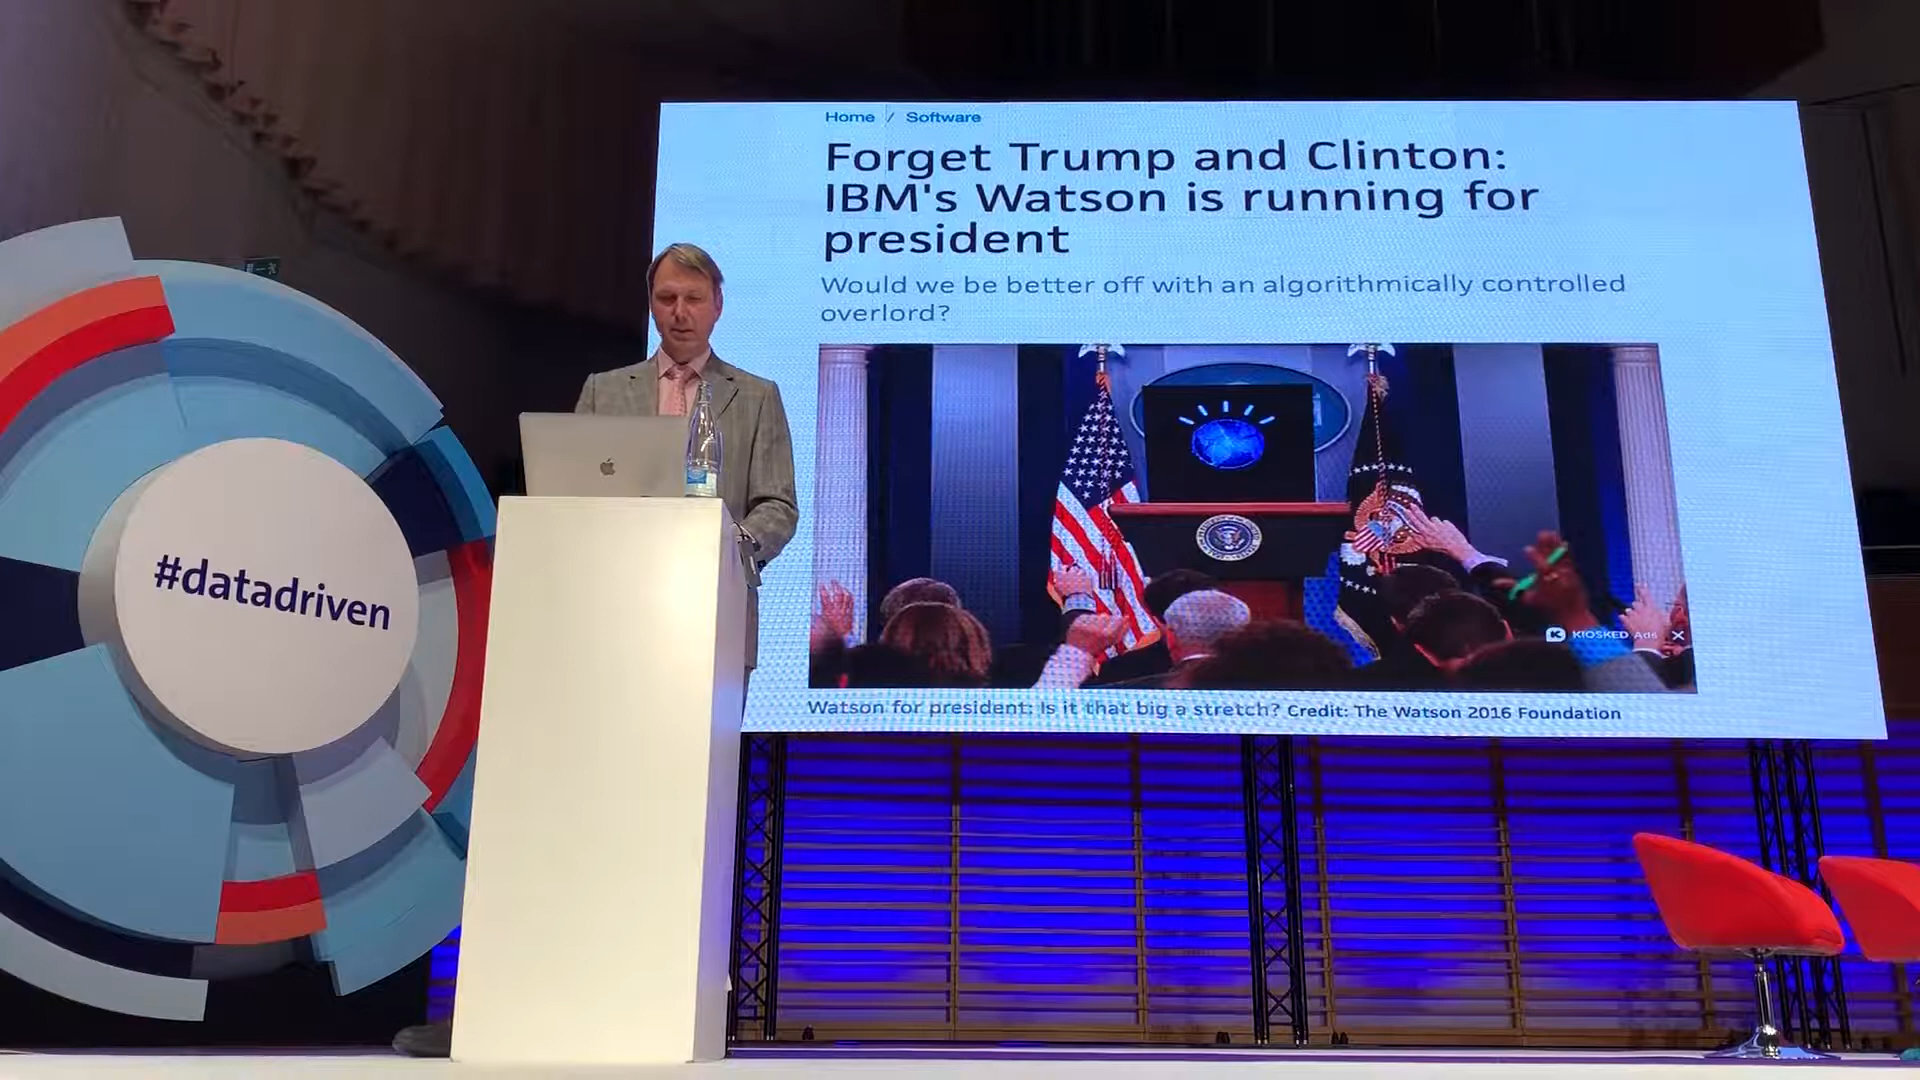 Home / Software
Forget Trump and Clinton:
IBM's Watson is running for
president
Would we be better off with an algorithmically controlled
overlord?
KIOSKED Ads X
Watson for president: Is it that big a stretch? Credit: The Watson 2016 Foundation
#datadriven